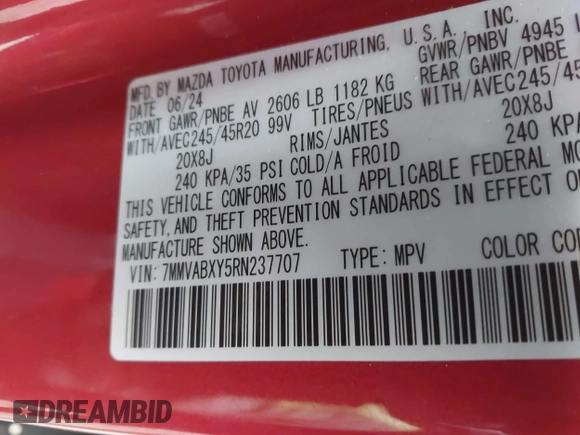 MFD.BY MAZDA TOYOTA MANUFACTURING, U.S.A. INC.
DATE 06/24 GVWR/PNBV 4945 L
FRONT GAWR/PNBE AV 2606 LB 1182 KG REAR GAWR/PNBE
WITH/AVEC245/45R20 99V TIRES/PNEUS WITH/AVEC245/45
20X8J RIMS/JANTES 20X8J
240 KPA/35 PSI COLD/A FROID 240 KPA
THIS VEHICLE CONFORMS TO ALL APPLICABLE FEDERAL MO
SAFETY, AND THEFT PREVENTION STANDARDS IN EFFECT O
MANUFACTURE SHOWN ABOVE.
VIN: 7MMVABXY5RN237707 TYPE: MPV COLOR CO
DREAMBID